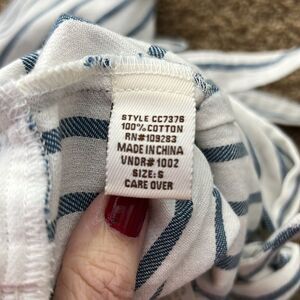 STYLE CC7376
100% COTTON
RN#109283
MADE IN CHINA
VNDR#1002
SIZE: S
CARE OVER